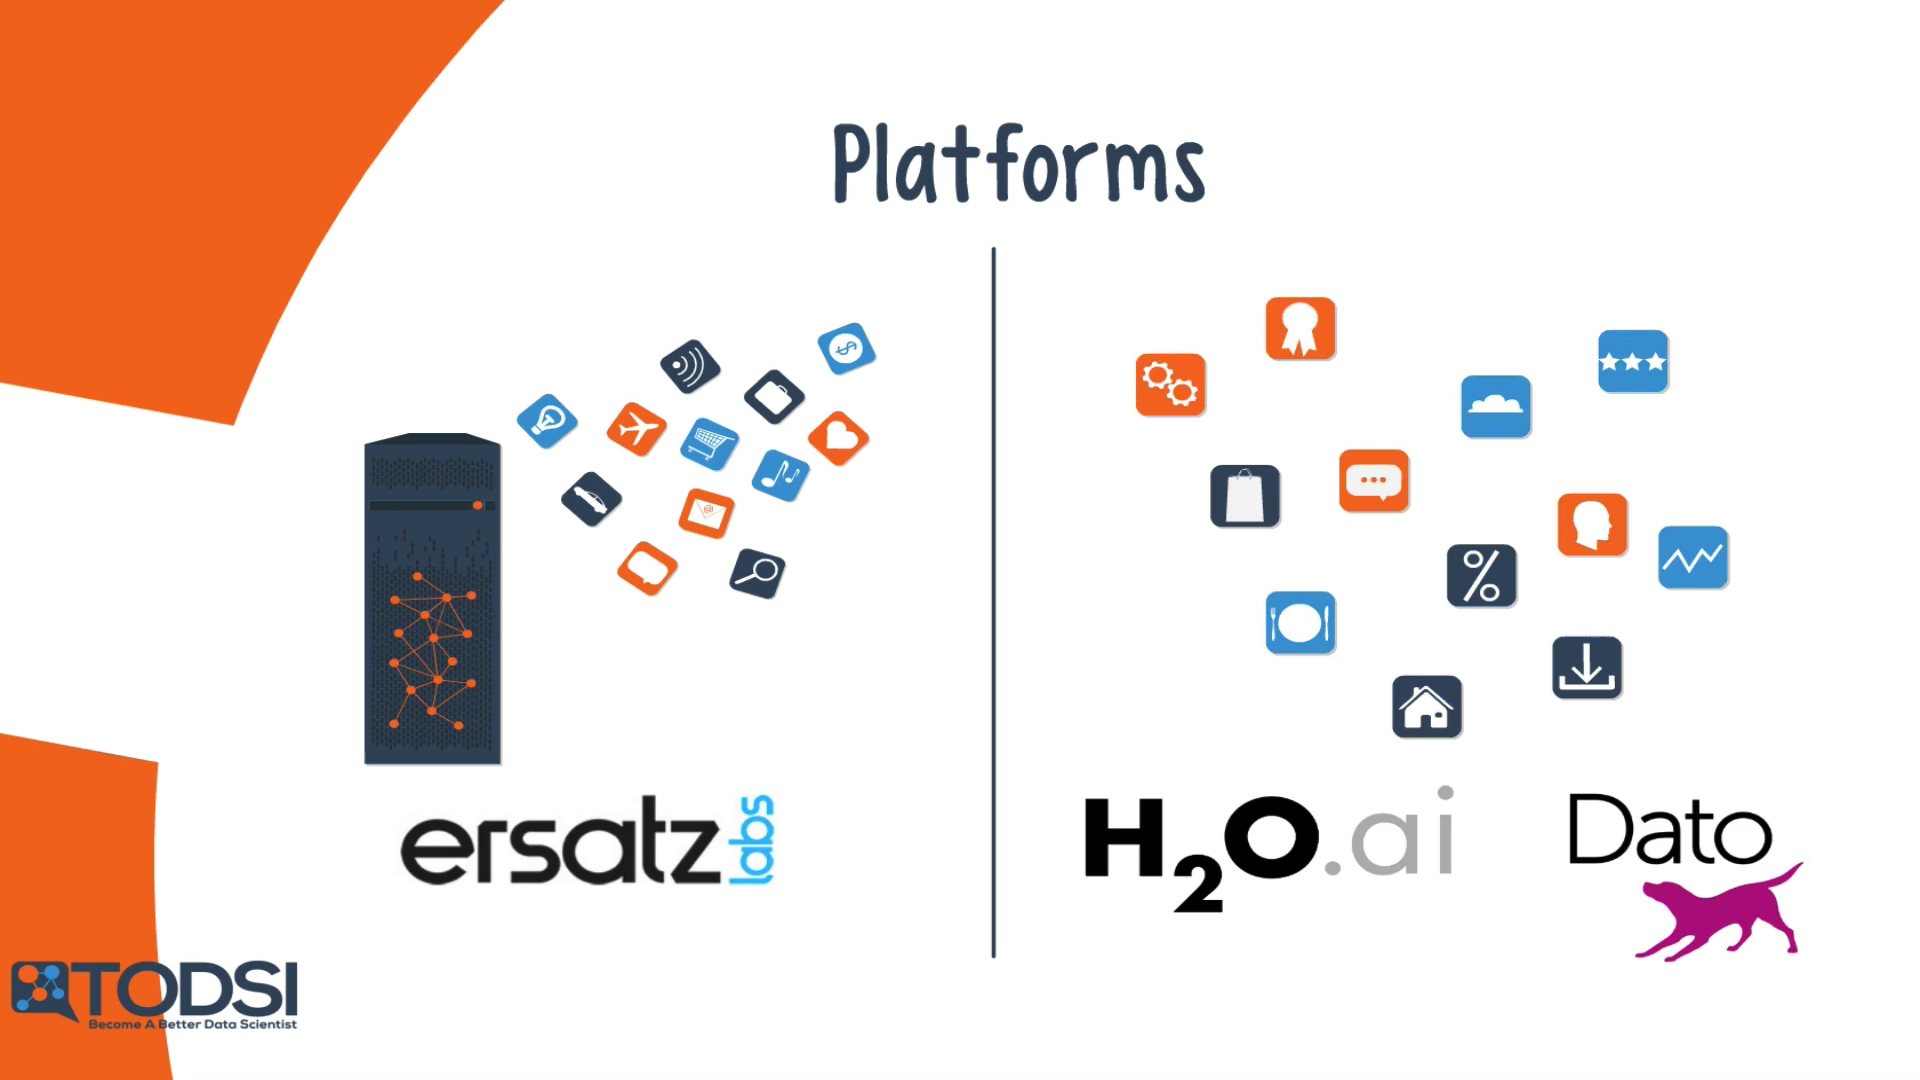 Platforms
$
@
%
ersatz labs
H2O.ai
Dato
TODSI
Become A Better Data Scientist